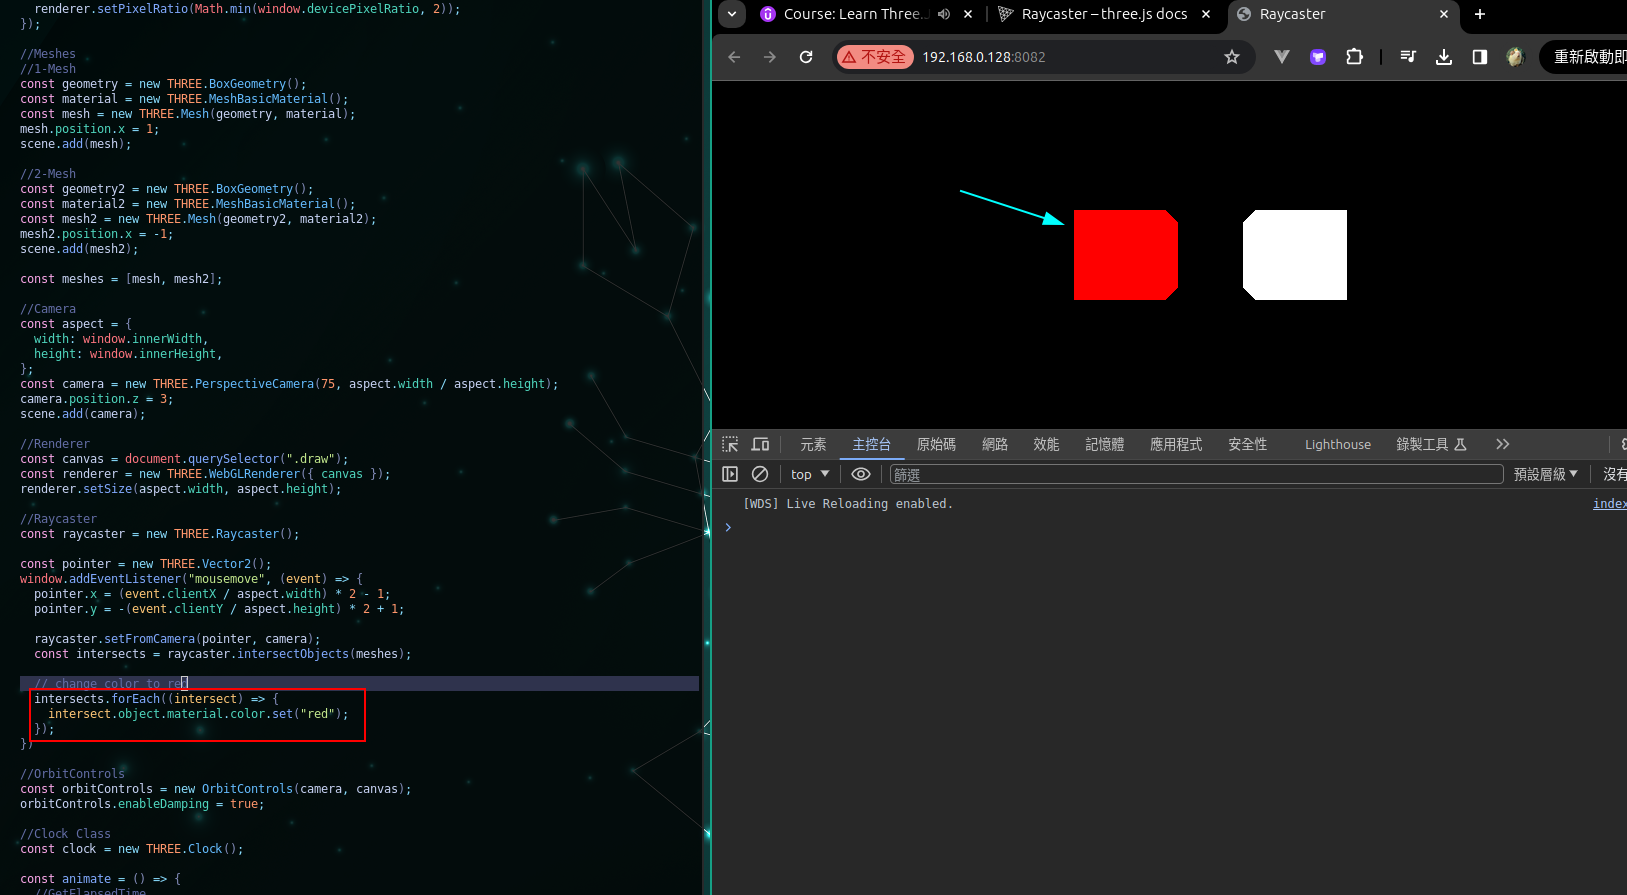 renderer.setPixelRatio(Math.min(window.devicePixelRatio, 2));
});
//Meshes
//1-Mesh
const geometry = new THREE.BoxGeometry();
const material = new THREE.MeshBasicMaterial();
const mesh = new THREE.Mesh(geometry, material);
mesh.position.x = 1;
scene.add(mesh);
//2-Mesh
const geometry2 = new THREE.BoxGeometry();
const material2 = new THREE.MeshBasicMaterial();
const mesh2 = new THREE.Mesh(geometry2, material2);
mesh2.position.x = -1;
scene.add(mesh2);
const meshes = [mesh, mesh2];
//Camera
const aspect = {
width: window.innerWidth,
height: window.innerHeight,
};
const camera = new THREE.PerspectiveCamera(75, aspect.width / aspect.height);
camera.position.z = 3;
scene.add(camera);
//Renderer
const canvas = document.querySelector(".draw");
const renderer = new THREE.WebGLRenderer({ canvas });
renderer.setSize(aspect.width, aspect.height);
//Raycaster
const raycaster = new THREE.Raycaster();
const pointer = new THREE.Vector2();
window.addEventListener("mousemove", (event) => {
pointer.x = (event.clientX / aspect.width) * 2 - 1;
pointer.y = -(event.clientY / aspect.height) * 2 + 1;
raycaster.setFromCamera(pointer, camera);
const intersects = raycaster.intersectObjects(meshes);
// change color to red
intersects.forEach((intersect) => {
intersect.object.material.color.set("red");
});
})
//OrbitControls
const orbitControls = new OrbitControls(camera, canvas);
orbitControls.enableDamping = true;
//Clock Class
const clock = new THREE.Clock();
const animate = () => {
//GetElapsedTime
Course: Learn Three.J
Raycaster – three.js docs
Raycaster
不安全
192.168.0.128:8082
重新啟動即
元素
主控台
原始碼
網路
效能
記憶體
應用程式
安全性
Lighthouse
錄製工具
top
篩選
預設層級
沒有
[WDS] Live Reloading enabled.
index